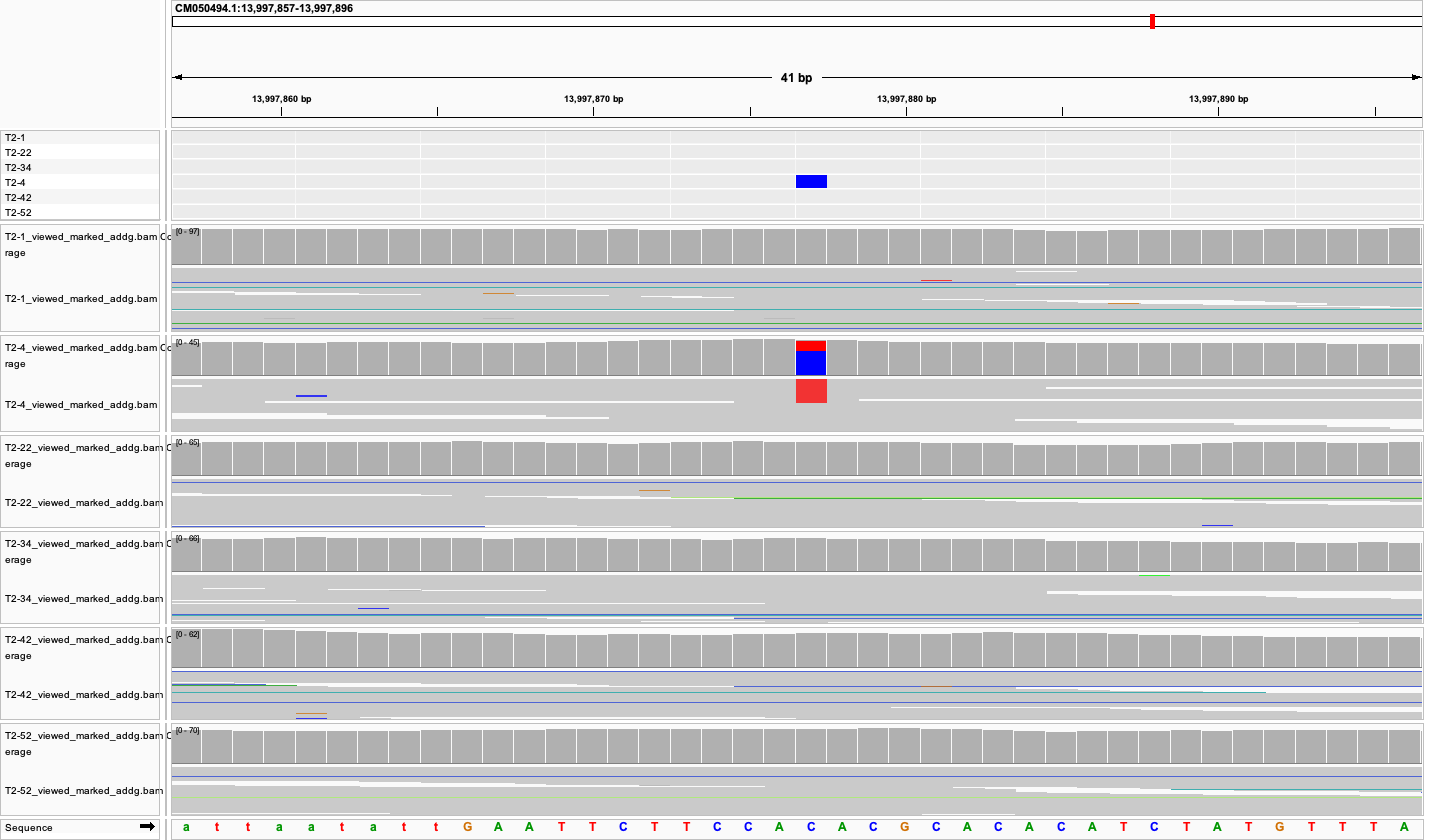 CM050494.1:13,997,857-13,997,896
41 bp
13,997,860 bp 13,997,870 bp 13,997,880 bp 13,997,890 bp
T2-1
T2-22
T2-34
T2-4
T2-42
T2-52
T2-1_viewed_marked_addg.bam Co
rage
[0 - 97]
T2-1_viewed_marked_addg.bam
T2-4_viewed_marked_addg.bam Co
rage
[0 - 45]
T2-4_viewed_marked_addg.bam
T2-22_viewed_marked_addg.bam C
erage
[0 - 65]
T2-22_viewed_marked_addg.bam
T2-34_viewed_marked_addg.bam C
erage
[0 - 66]
T2-34_viewed_marked_addg.bam
T2-42_viewed_marked_addg.bam C
erage
[0 - 62]
T2-42_viewed_marked_addg.bam
T2-52_viewed_marked_addg.bam C
erage
[0 - 70]
T2-52_viewed_marked_addg.bam
Sequence a t t a a t a t t G A A T T C T T C C A C A C G C A C A C A T C T A T G T T T A